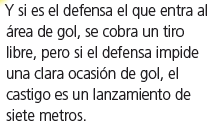 Y si es el defensa el que entra al
área de gol, se cobra un tiro
libre, pero si el defensa impide
una clara ocasión de gol, el
castigo es un lanzamiento de
siete metros.